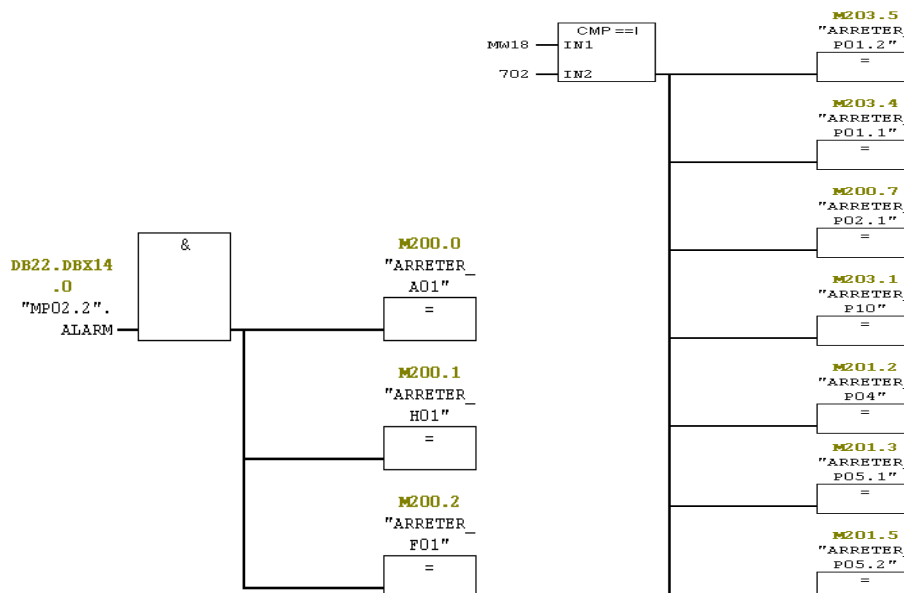 &
DB22.DBX14
.0
"MP02.2".
ALARM
M200.0
"ARRETER_
A01"
=
M200.1
"ARRETER_
H01"
=
M200.2
"ARRETER_
F01"
=
CMP ==I
MW18
IN1
702
IN2
M203.5
"ARRETER_
P01.2"
=
M203.4
"ARRETER_
P01.1"
=
M200.7
"ARRETER_
P02.1"
=
M203.1
"ARRETER_
P10"
=
M201.2
"ARRETER_
P04"
=
M201.3
"ARRETER_
P05.1"
=
M201.5
"ARRETER_
P05.2"
=